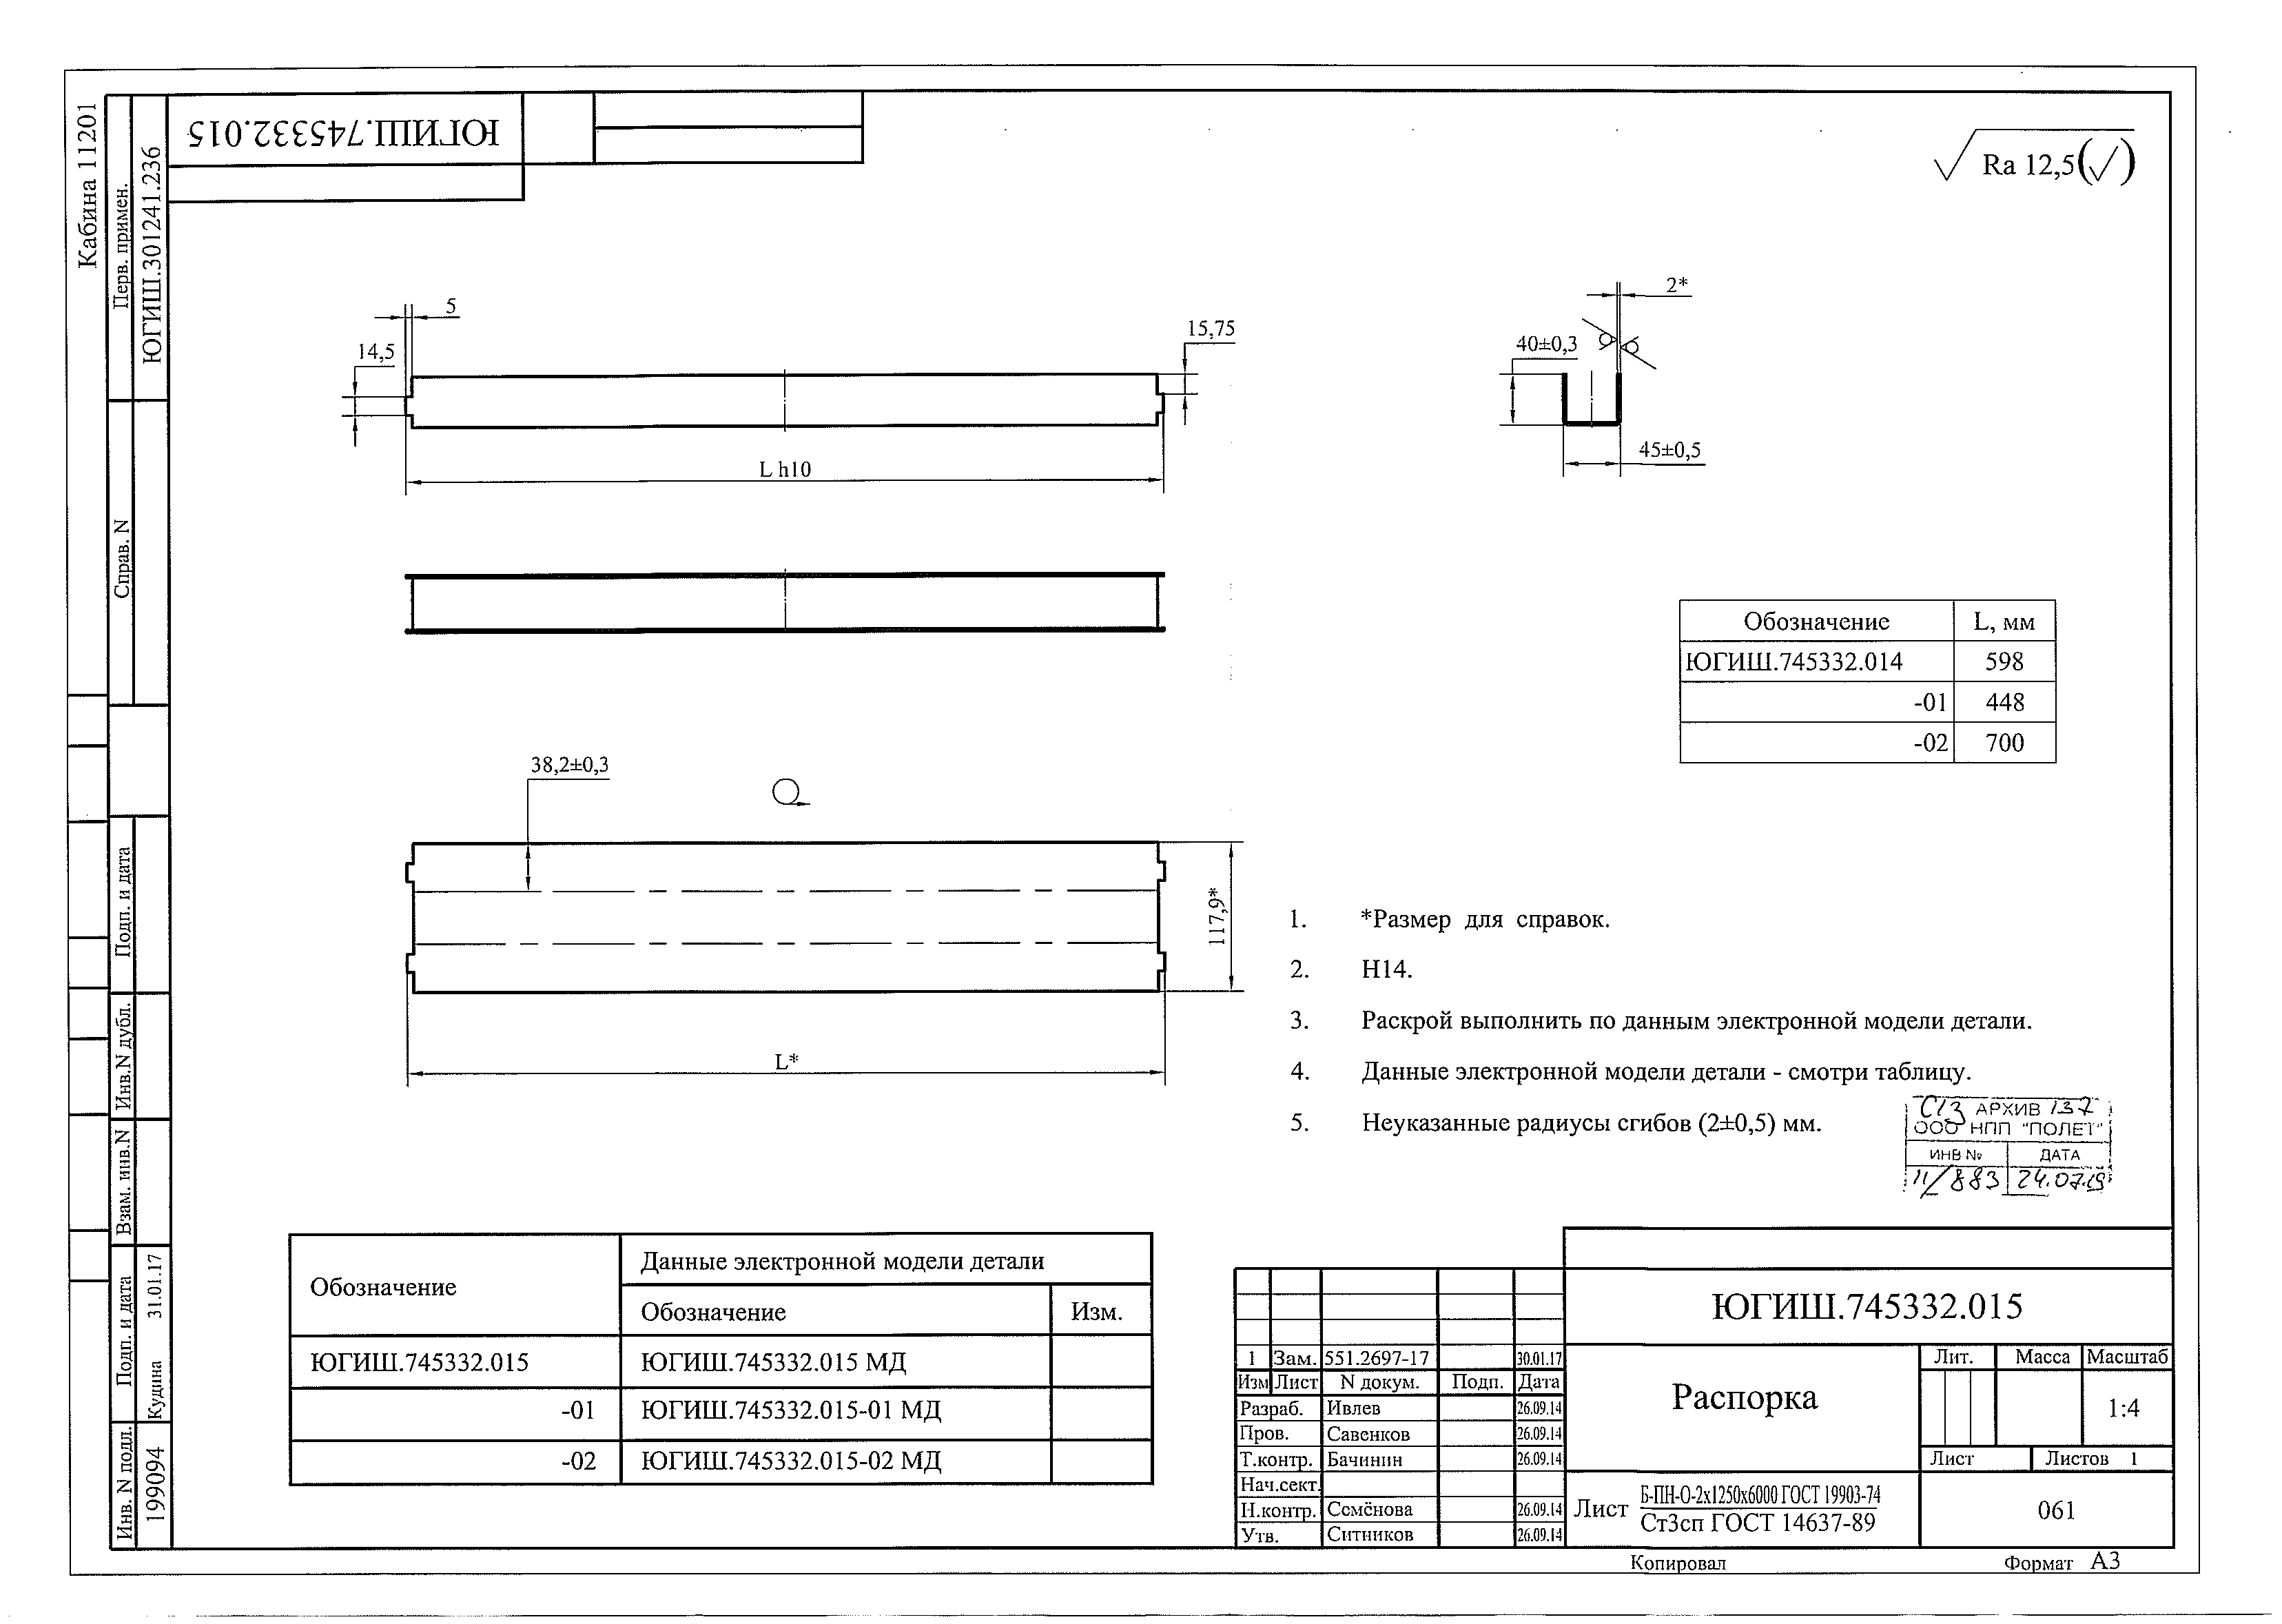 Кабина 11201
Перв. примен.
ЮГИШ.301241.236
Справ. N
Подп. и дата
Инв.N дубл.
Взам. инв.N
Подп. и дата
Кудина 31.01.17
Инв. N подл.
199094
ЮГИШ.745332.015
Ra 12,5 (√)
5
14,5
15,75
L h10
2*
40±0,3
45±0,5
Обозначение L, мм
ЮГИШ.745332.014 598
-01 448
-02 700
38,2±0,3
117,9*
L*
1. *Размер для справок.
2. H14.
3. Раскрой выполнить по данным электронной модели детали.
4. Данные электронной модели детали - смотри таблицу.
5. Неуказанные радиусы сгибов (2±0,5) мм.
АРХИВ 137
ООО НПП "ПОЛЕТ"
ИНВ № ДАТА
11/883 24.07.19
Обозначение Данные электронной модели детали
Обозначение Изм.
ЮГИШ.745332.015 ЮГИШ.745332.015 МД
-01 ЮГИШ.745332.015-01 МД
-02 ЮГИШ.745332.015-02 МД
ЮГИШ.745332.015
1 Зам. 551.2697-17 30.01.17
Изм Лист N докум. Подп. Дата
Разраб. Ивлев 26.09.14
Пров. Савенков 26.09.14
Т.контр. Бачинин 26.09.14
Нач.сект.
Н.контр. Семёнова 26.09.14
Утв. Ситников 26.09.14
Распорка
Лит. Масса Масштаб
1:4
Лист Листов 1
Лист Б-ПН-О-2х1250х6000 ГОСТ 19903-74
Ст3сп ГОСТ 14637-89
061
Копировал Формат А3